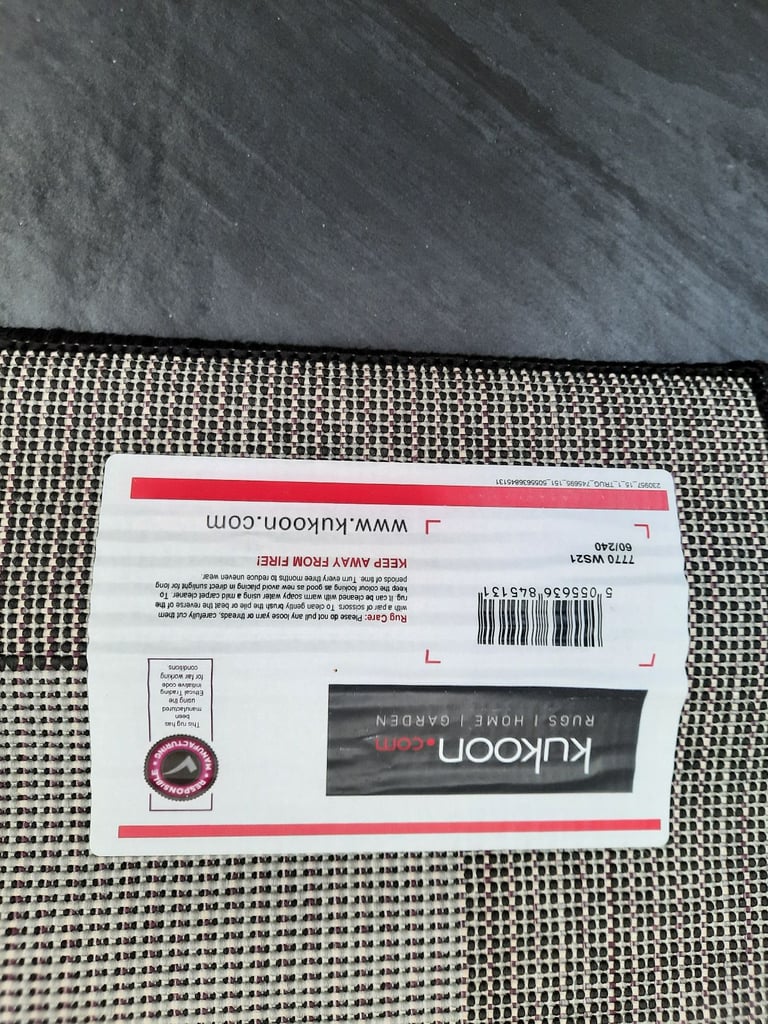 kukoon.com
RUGS | HOME | GARDEN
RESPONSIBLE
MANUFACTURING
This rug has
been
manufactured
using the
Ethical Trading
initiative code
for fair working
conditions
5 055636 845131
7770 WS21
60/240
Rug Care: Please do not pull any loose yarn or threads, carefully cut them
with a pair of scissors. To clean gently brush the pile or beat the reverse of the
rug. It can be cleaned with warm soapy water using a mild carpet cleaner. To
keep the colour looking as good as new avoid placing in direct sunlight for long
periods of time. Turn every three months to reduce uneven wear.
KEEP AWAY FROM FIRE!
www.kukoon.com
230957_15_1_TRUG_745695_151_5055636845131